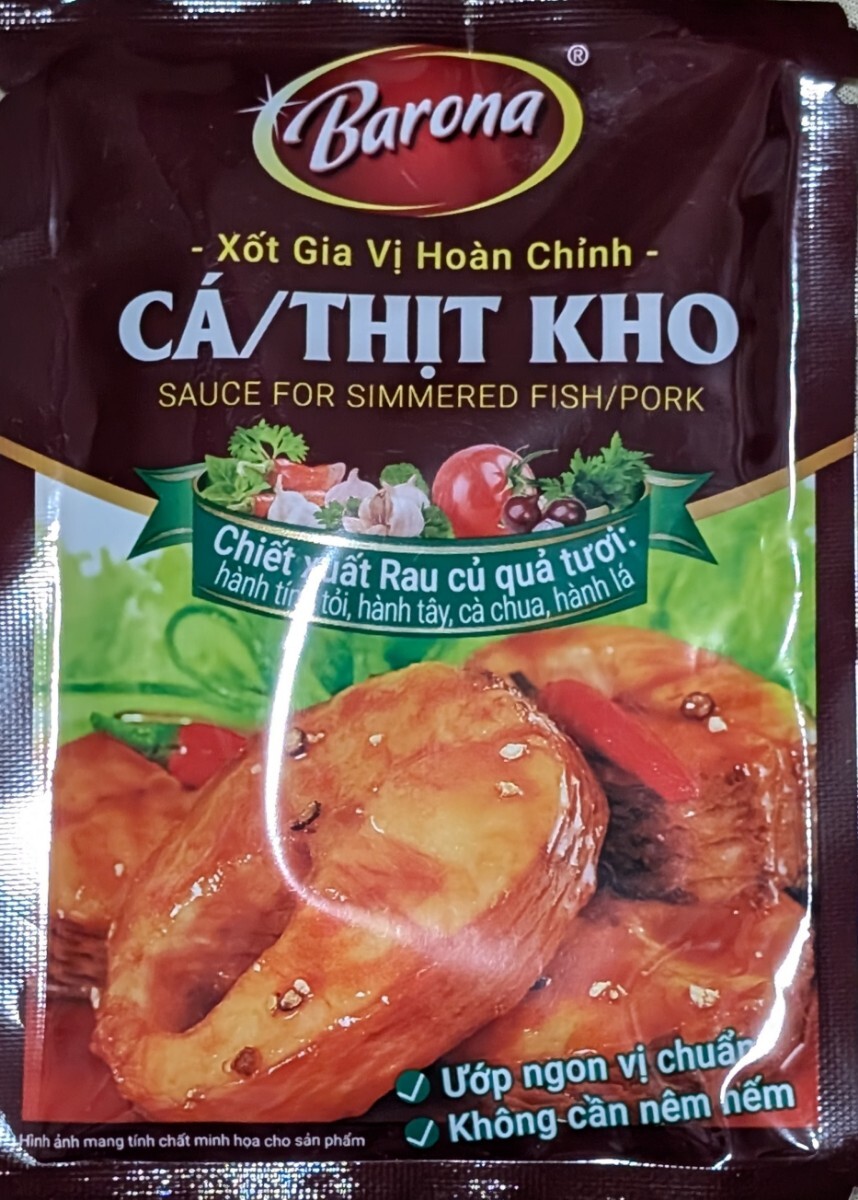 Barona®
- Xốt Gia Vị Hoàn Chỉnh -
CÁ/THỊT KHO
SAUCE FOR SIMMERED FISH/PORK
Chiết Rau củ quả tươi:
hành tỏi, hành tây, cà chua, hành lá
Ướp ngon vị chuẩn
Không cần nêm nếm
Hình ảnh mang tính chất minh họa cho sản phẩm